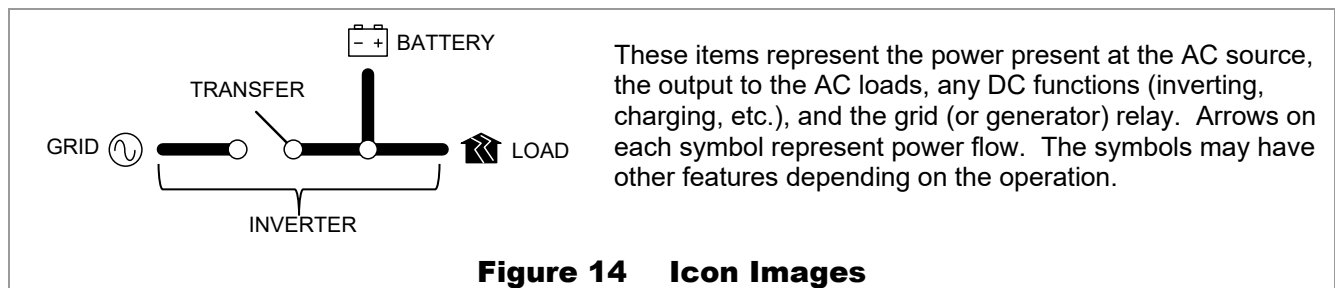 - + BATTERY
TRANSFER
GRID
LOAD
INVERTER
These items represent the power present at the AC source,
the output to the AC loads, any DC functions (inverting,
charging, etc.), and the grid (or generator) relay. Arrows on
each symbol represent power flow. The symbols may have
other features depending on the operation.
Figure 14 Icon Images